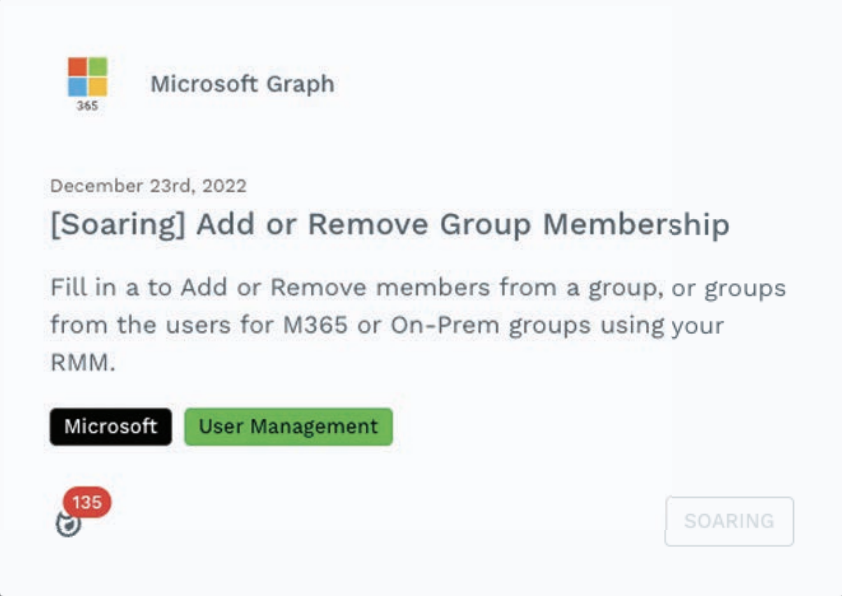 365
Microsoft Graph
December 23rd, 2022
[Soaring] Add or Remove Group Membership
Fill in a to Add or Remove members from a group, or groups
from the users for M365 or On-Prem groups using your
RMM.
Microsoft User Management
135
SOARING